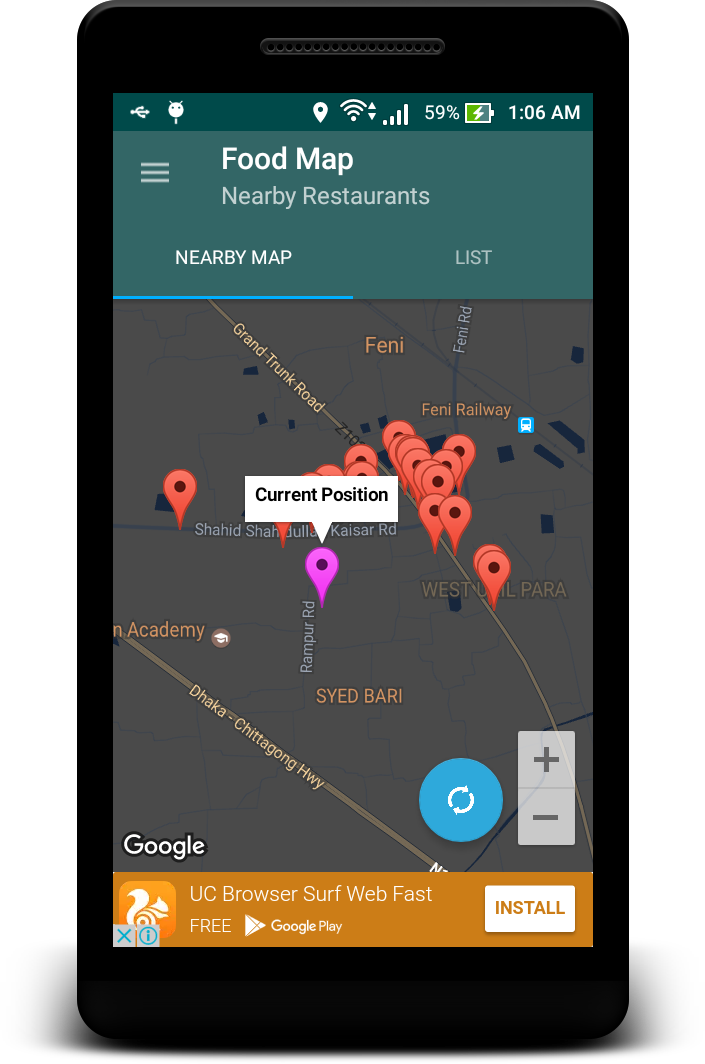 59%
1:06 AM
Food Map
Nearby Restaurants
NEARBY MAP
LIST
Grand Trunk Road
Feni
Feni Rd
Feni Railway
Current Position
Shahid Shahidullah Kaisar Rd
WEST UKIL PARA
n Academy
Rampur Rd
SYED BARI
Dhaka - Chittagong Hwy
+
−
Google
UC Browser Surf Web Fast
FREE
Google Play
INSTALL